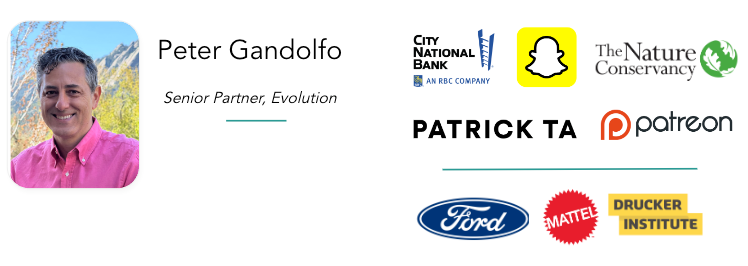 Peter Gandolfo
Senior Partner, Evolution
CITY
NATIONAL
BANK
RBC
AN RBC COMPANY
The Nature
Conservancy
PATRICK TA
patreon
Ford
MATTEL
DRUCKER
INSTITUTE